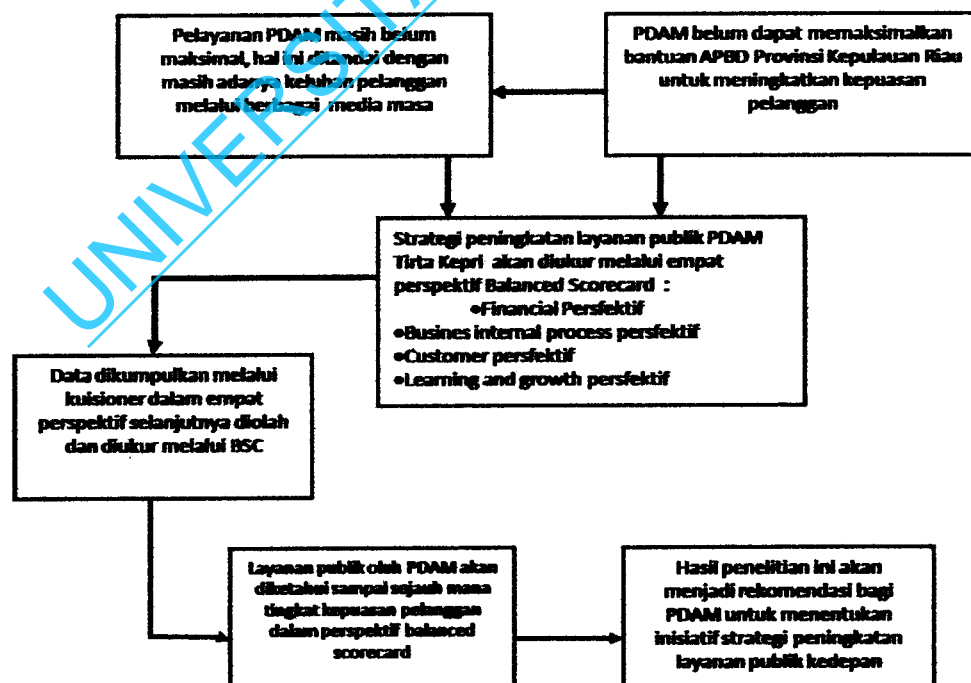 Pelayanan PDAM masih belum
maksimal, hal ini ditandai dengan
masih adanya keluhan pelanggan
melalui berbagai media masa
PDAM belum dapat memaksimalkan
bantuan APBD Provinsi Kepulauan Riau
untuk meningkatkan kepuasan
pelanggan
UNIVERSITA
Strategi peningkatan layanan publik PDAM
Tirta Kepri akan diukur melalui empat
perspektif Balanced Scorecard :
•Financial Persfektif
•Busines internal process persfektif
•Customer persfektif
•Learning and growth persfektif
Data dikumpulkan melalui
kuisioner dalam empat
perspektif selanjutnya diolah
dan diukur melalui BSC
Layanan publik oleh PDAM akan
diketahui sampai sejauh mana
tingkat kepuasan pelanggan
dalam perspektif balanced
scorecard
Hasil penelitian ini akan
menjadi rekomendasi bagi
PDAM untuk menentukan
inisiatif strategi peningkatan
layanan publik kedepan